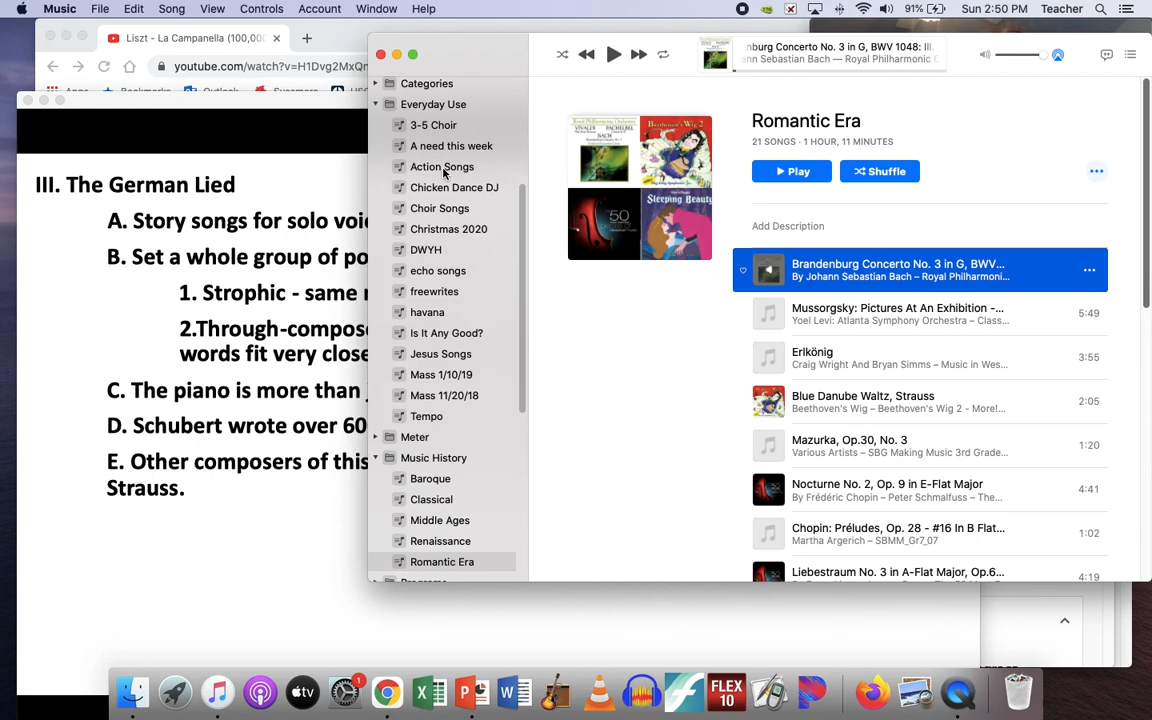 Music File Edit Song View Controls Account Window Help 91% Sun 2:50 PM Teacher
Liszt - La Campanella (100,00
youtube.com/watch?v=H1Dvg2MxQn
nburg Concerto No. 3 in G, BWV 1048: III.
ann Sebastian Bach — Royal Philharmonic C
Categories
Everyday Use
3-5 Choir
A need this week
Action Songs
Chicken Dance DJ
Choir Songs
Christmas 2020
DWYH
echo songs
freewrites
havana
Is It Any Good?
Jesus Songs
Mass 1/10/19
Mass 11/20/18
Tempo
Meter
Music History
Baroque
Classical
Middle Ages
Renaissance
Romantic Era
III. The German Lied
A. Story songs for solo voi
B. Set a whole group of po
1. Strophic - same
2.Through-compos
words fit very close
C. The piano is more than
D. Schubert wrote over 60
E. Other composers of this
Strauss.
Romantic Era
21 SONGS · 1 HOUR, 11 MINUTES
Play Shuffle
Add Description
Brandenburg Concerto No. 3 in G, BWV...
By Johann Sebastian Bach – Royal Philharmoni...
Mussorgsky: Pictures At An Exhibition -...
Yoel Levi: Atlanta Symphony Orchestra – Class...
5:49
Erlkönig
Craig Wright And Bryan Simms – Music in Wes...
3:55
Blue Danube Waltz, Strauss
Beethoven's Wig – Beethoven's Wig 2 - More!...
2:05
Mazurka, Op.30, No. 3
Various Artists – SBG Making Music 3rd Grade...
1:20
Nocturne No. 2, Op. 9 in E-Flat Major
By Frédéric Chopin – Peter Schmalfuss – The...
4:41
Chopin: Préludes, Op. 28 - #16 In B Flat...
Martha Argerich – SBMM_Gr7_07
1:02
Liebestraum No. 3 in A-Flat Major, Op.6...
4:19
Beethoven's Wig 2
50
Sleeping Beauty
tv
1
FLEX
10